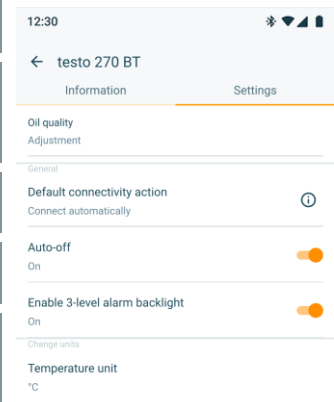 12:30
testo 270 BT
Information
Settings
Oil quality
Adjustment
General
Default connectivity action
Connect automatically
Auto-off
On
Enable 3-level alarm backlight
On
Change units
Temperature unit
°C